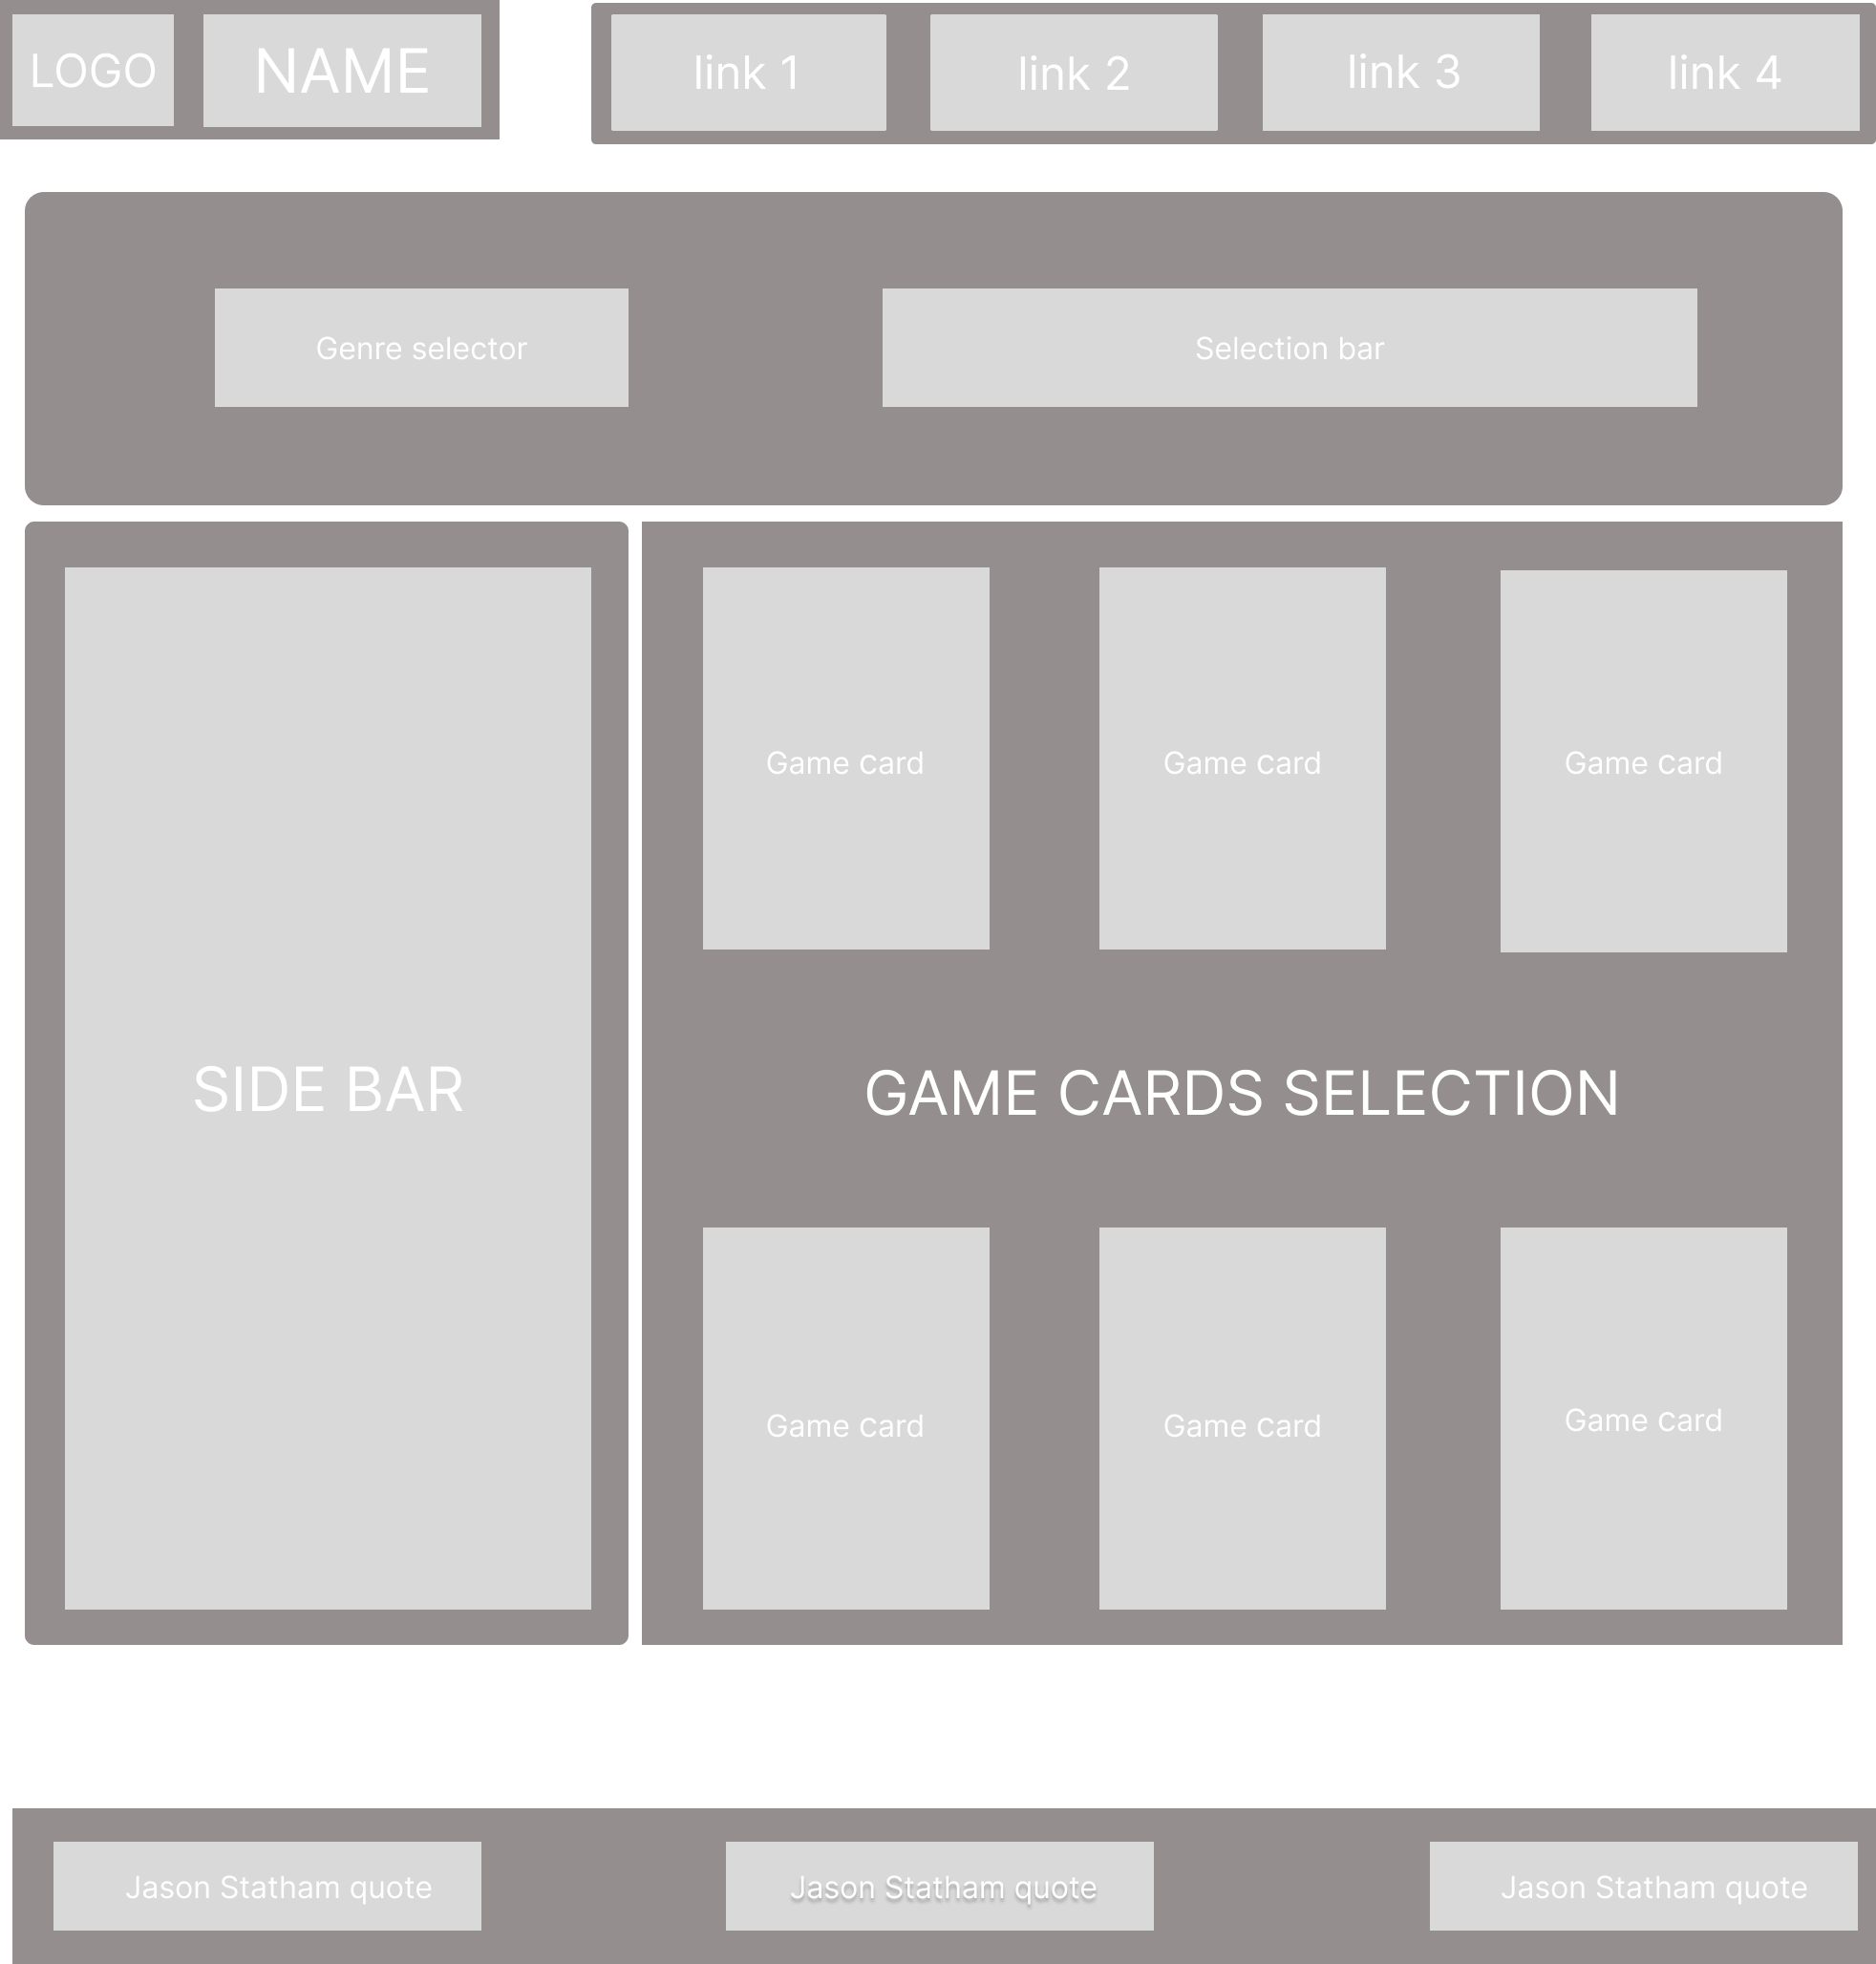 LOGO
NAME
link 1
link 2
link 3
link 4
Genre selector
Selection bar
SIDE BAR
Game card
Game card
Game card
GAME CARDS SELECTION
Game card
Game card
Game card
Jason Statham quote
Jason Statham quote
Jason Statham quote